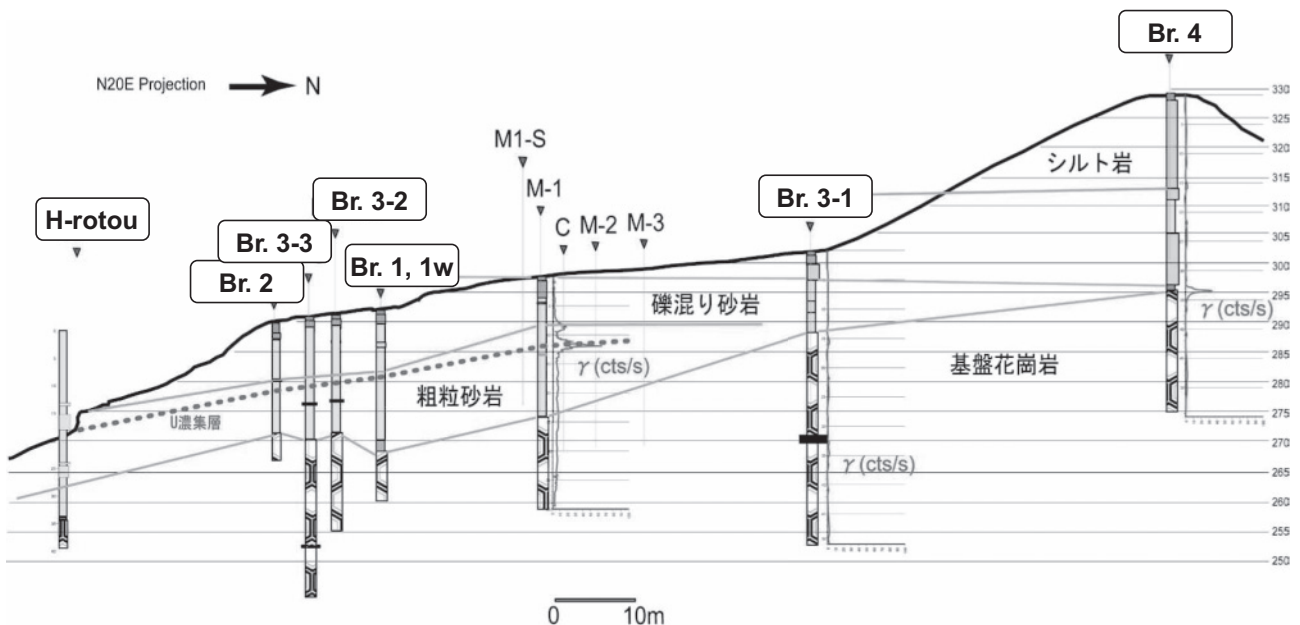 Br. 4
N20E Projection
N
330
325
シルト岩
320
M1-S
315
Br. 3-2
M-1
Br. 3-1
H-rotou
C
M-2
M-3
310
Br. 3-3
305
Br. 2
Br. 1, 1w
300
礫混り砂岩
295
γ(cts/s)
290
γ(cts/s)
285
基盤花崗岩
粗粒砂岩
280
U濃集層
275
270
γ(cts/s)
265
260
255
250
0
10m